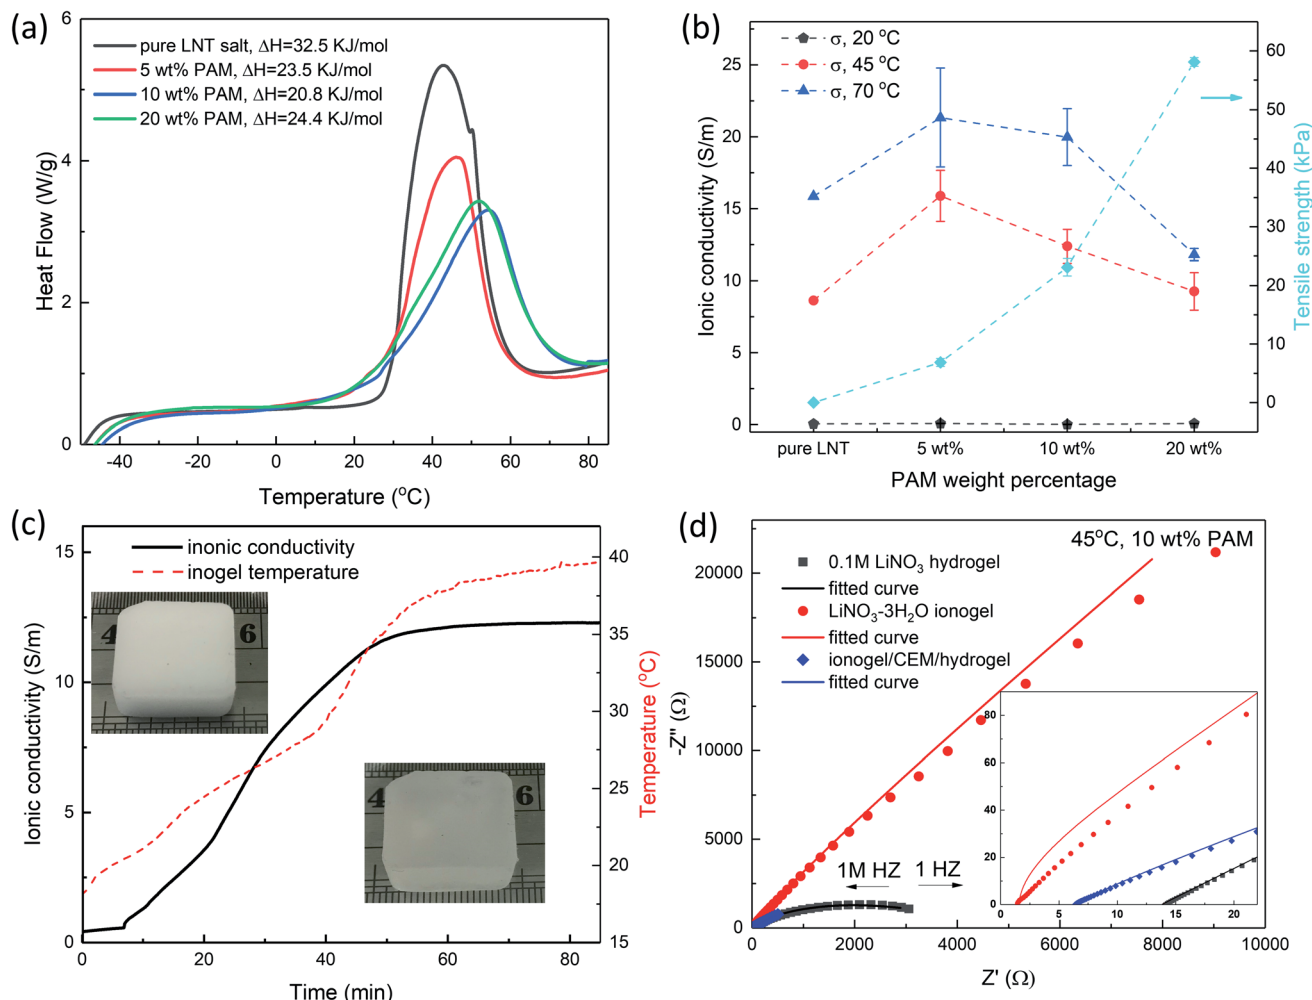 (a)
6
4
2
0
Heat Flow (W/g)
pure LNT salt, ΔH=32.5 KJ/mol
5 wt% PAM, ΔH=23.5 KJ/mol
10 wt% PAM, ΔH=20.8 KJ/mol
20 wt% PAM, ΔH=24.4 KJ/mol
-40 -20 0 20 40 60 80
Temperature (°C)
(b)
25
20
15
10
5
0
Ionic conductivity (S/m)
σ, 20 °C
σ, 45 °C
σ, 70 °C
60
50
40
30
20
10
0
Tensile strength (kPa)
pure LNT 5 wt% 10 wt% 20 wt%
PAM weight percentage
(c)
15
10
5
0
Ionic conductivity (S/m)
inonic conductivity
inogel temperature
4 6
4 6
40
35
30
25
20
15
Temperature (°C)
0 20 40 60 80
Time (min)
(d)
20000
15000
10000
5000
0
-Z" (Ω)
45°C, 10 wt% PAM
0.1M LiNO₃ hydrogel
fitted curve
LiNO₃-3H₂O ionogel
fitted curve
ionogel/CEM/hydrogel
fitted curve
1M HZ 1 HZ
80
60
40
20
0
0 5 10 15 20
0 2000 4000 6000 8000 10000
Z' (Ω)